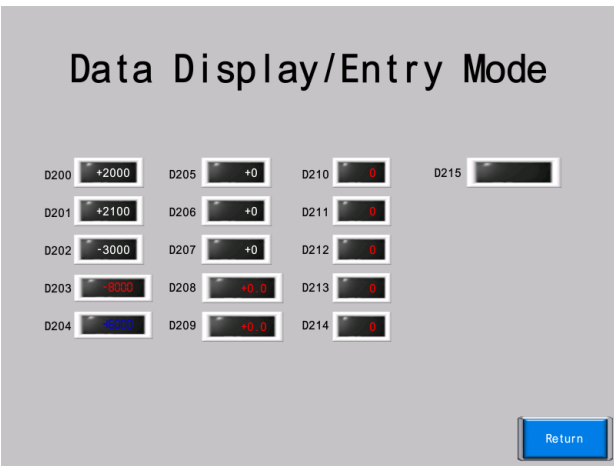 Data Display/Entry Mode
D200 +2000 D205 +0 D210 0 D215
D201 +2100 D206 +0 D211 0
D202 -3000 D207 +0 D212 0
D203 -8000 D208 +0.0 D213 0
D204 D209 +0.0 D214 0
Return